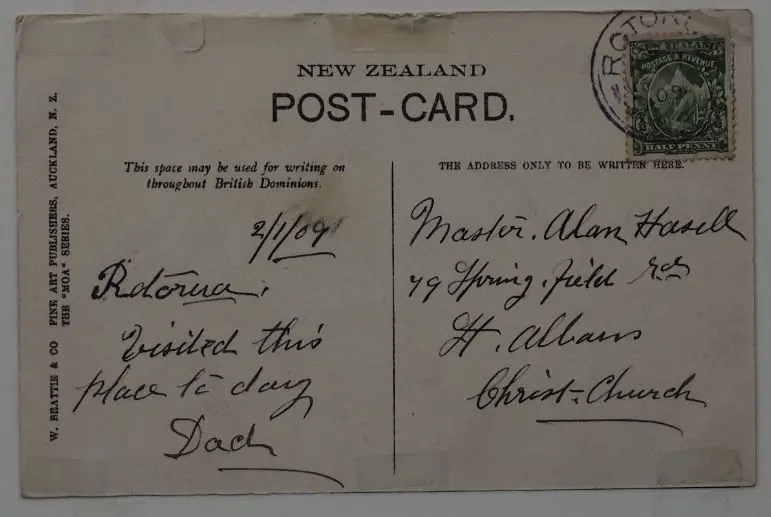 NEW ZEALAND
POST-CARD.
ROTORU
09
NEW ZEALAND
POSTAGE & REVENUE
HALF PENNY
This space may be used for writing on
throughout British Dominions.
THE ADDRESS ONLY TO BE WRITTEN HERE.
2/1/09
Rotorua.
Visited this
place to day
Dad
Master. Alan Hasell
79 Spring-field Rd
St. Albans
Christ-Church
W. BEATTIE & CO FINE ART PUBLISHERS, AUCKLAND, N. Z.
THE "MOA" SERIES.